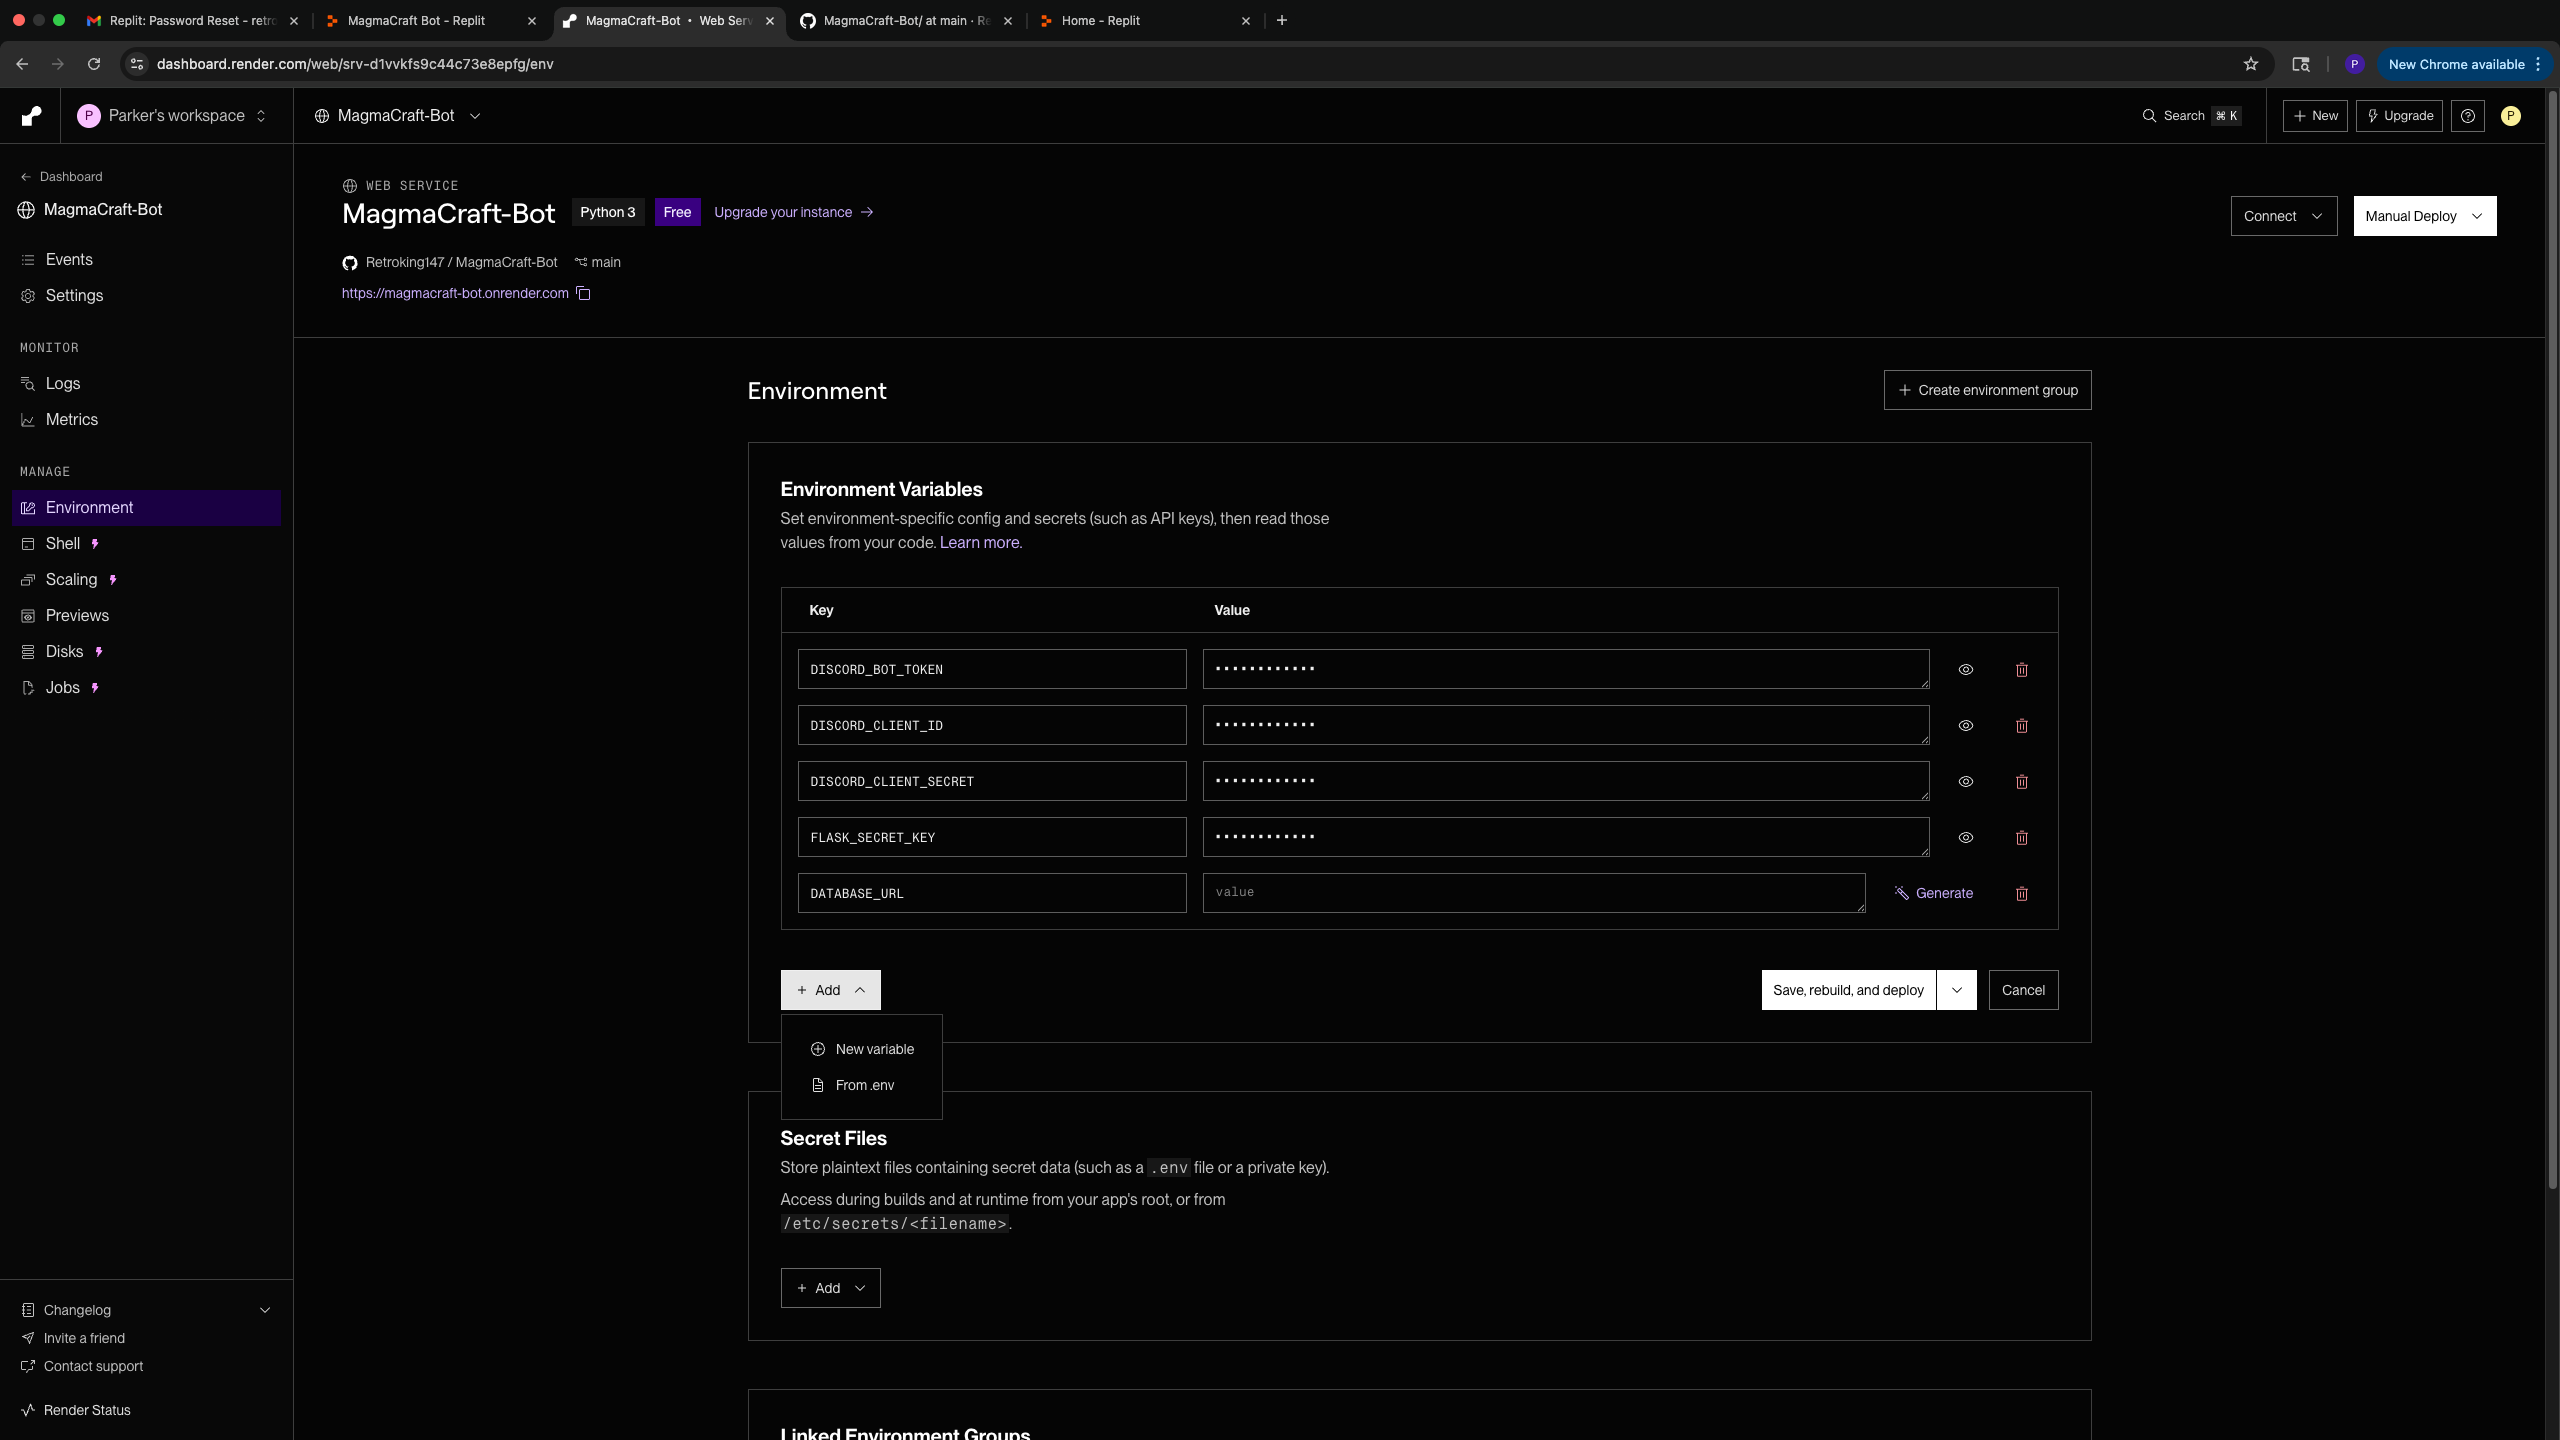 Replit: Password Reset - retro
MagmaCraft Bot - Replit
MagmaCraft-Bot • Web Serv
MagmaCraft-Bot/ at main · Re
Home - Replit
dashboard.render.com/web/srv-d1vvkfs9c44c73e8epfg/env
P
New Chrome available
P
Parker's workspace
MagmaCraft-Bot
Search ⌘ K
+ New
Upgrade
P
Dashboard
MagmaCraft-Bot
Events
Settings
MONITOR
Logs
Metrics
MANAGE
Environment
Shell
Scaling
Previews
Disks
Jobs
Changelog
Invite a friend
Contact support
Render Status
WEB SERVICE
MagmaCraft-Bot
Python 3
Free
Upgrade your instance →
Connect
Manual Deploy
Retroking147 / MagmaCraft-Bot
main
https://magmacraft-bot.onrender.com
Environment
+ Create environment group
Environment Variables
Set environment-specific config and secrets (such as API keys), then read those
values from your code. Learn more.
Key
Value
DISCORD_BOT_TOKEN
••••••••••••
DISCORD_CLIENT_ID
••••••••••••
DISCORD_CLIENT_SECRET
••••••••••••
FLASK_SECRET_KEY
••••••••••••
DATABASE_URL
value
Generate
+ Add
Save, rebuild, and deploy
Cancel
New variable
From .env
Secret Files
Store plaintext files containing secret data (such as a .env file or a private key).
Access during builds and at runtime from your app's root, or from
/etc/secrets/<filename>.
+ Add
Linked Environment Groups